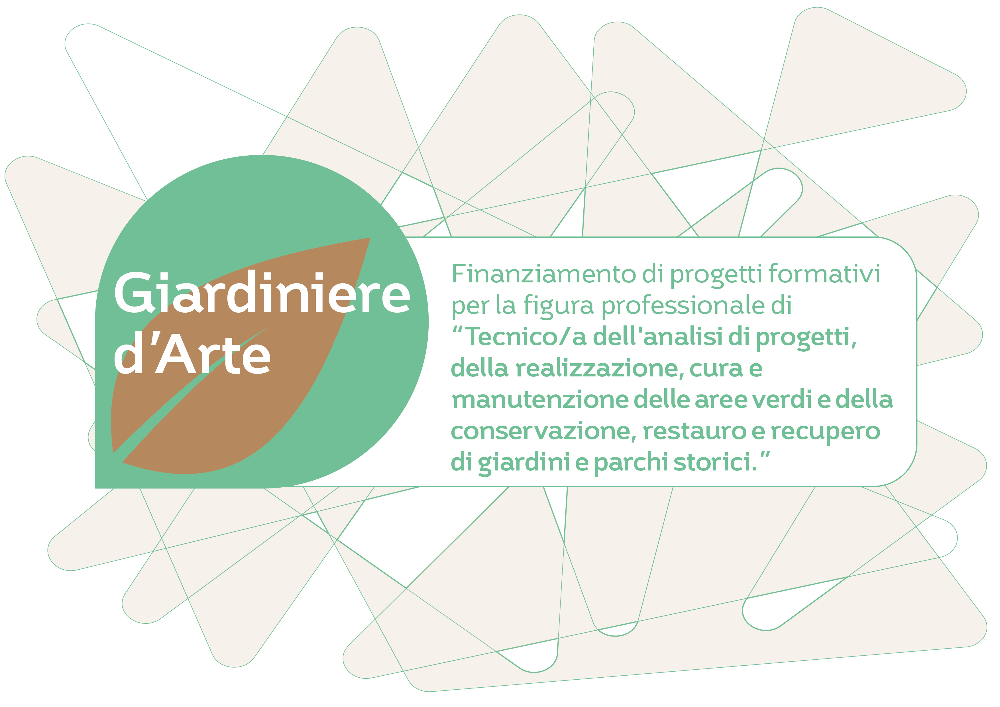 Giardiniere
d'Arte
Finanziamento di progetti formativi
per la figura professionale di
“Tecnico/a dell'analisi di progetti,
della realizzazione, cura e
manutenzione delle aree verdi e della
conservazione, restauro e recupero
di giardini e parchi storici.”